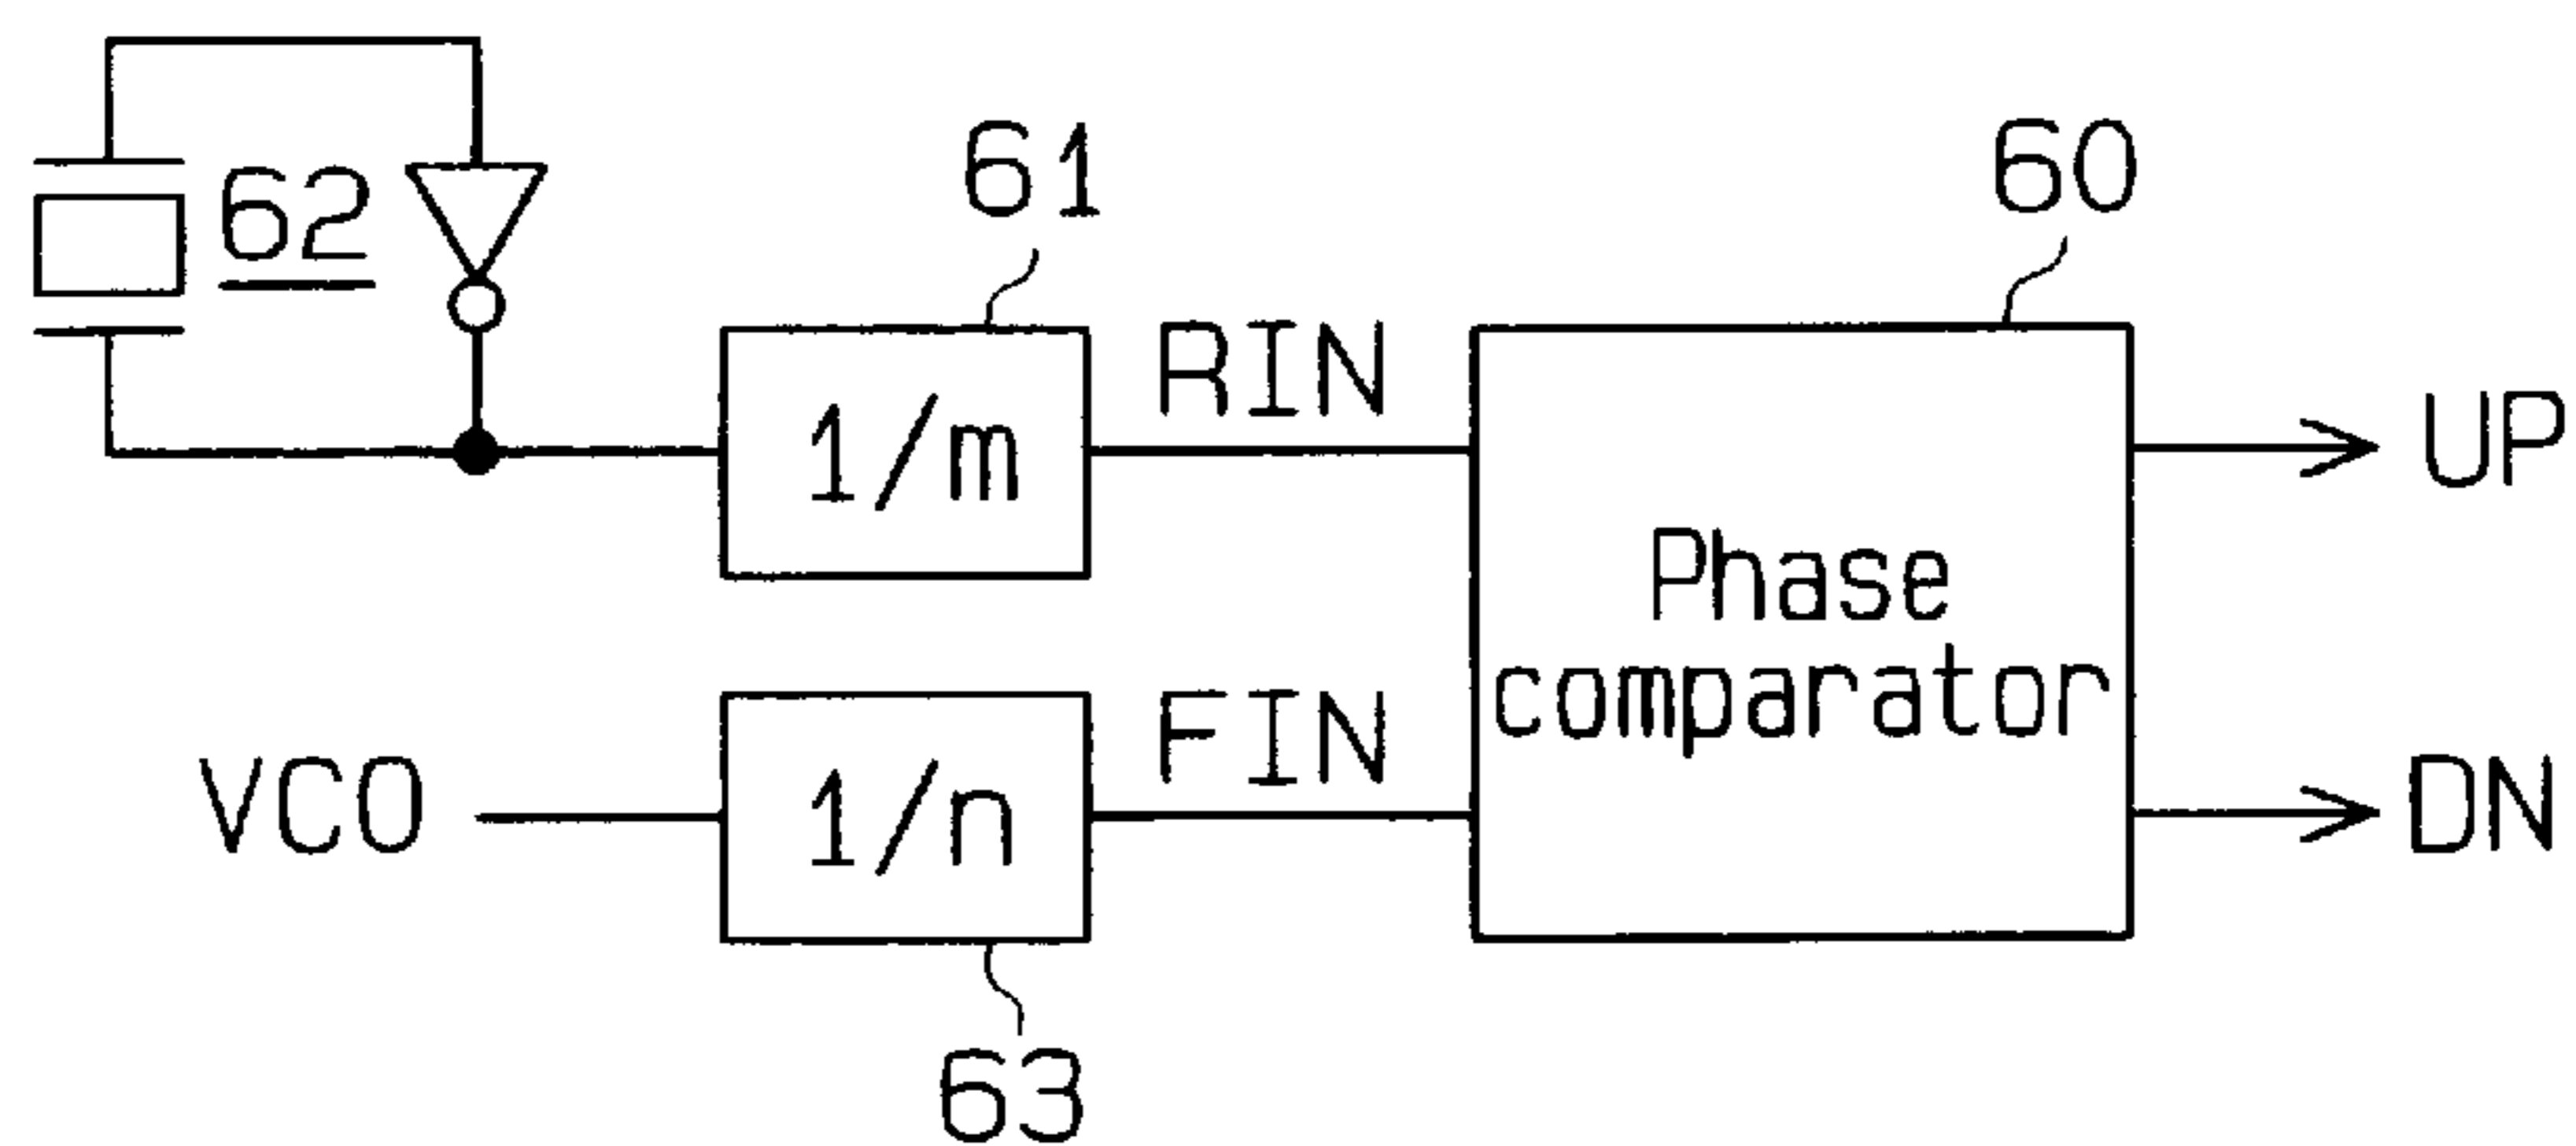 61
60
62
RIN
UP
1/m
Phase
comparator
FIN
VCO
1/n
DN
63